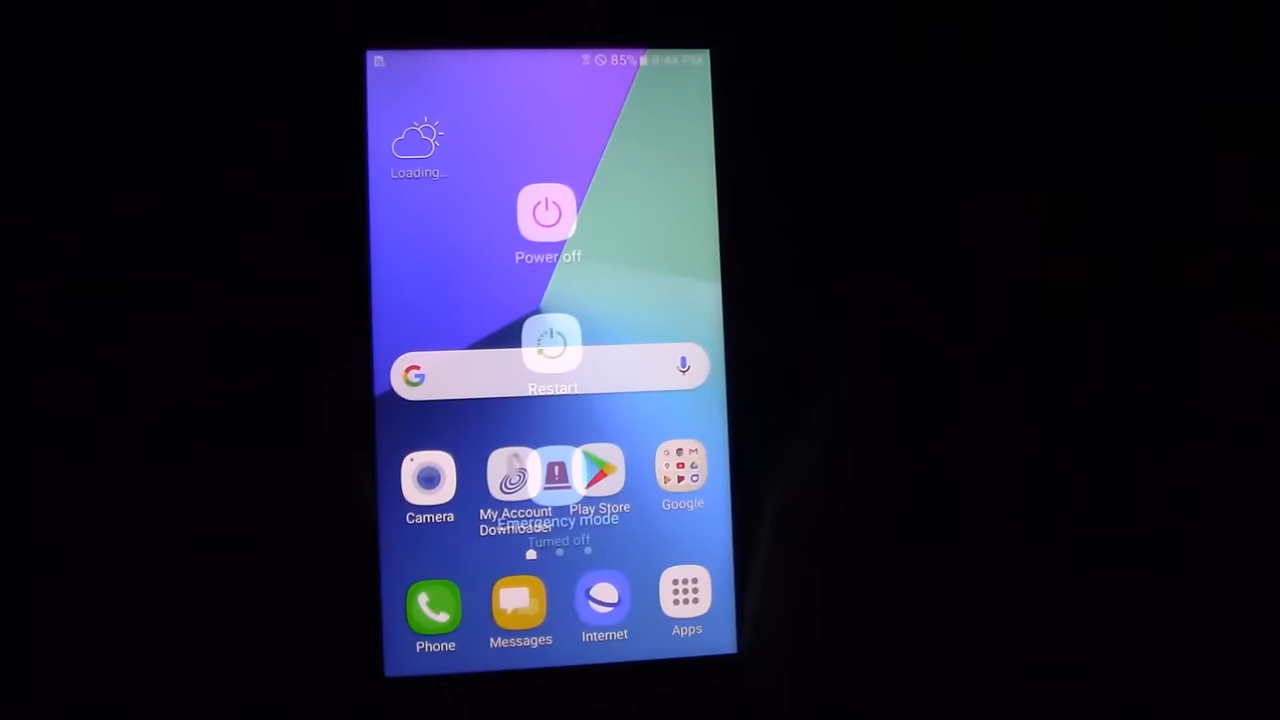 85%
Loading...
Power off
Restart
Camera
My Account
Downloader
Play Store
Google
Emergency mode
Turned off
Phone
Messages
Internet
Apps